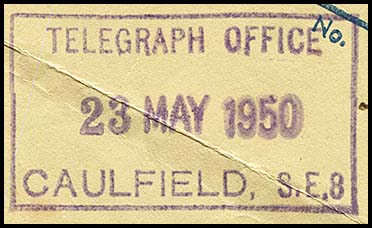 No.
TELEGRAPH OFFICE
23 MAY 1950
CAULFIELD, S.E.8